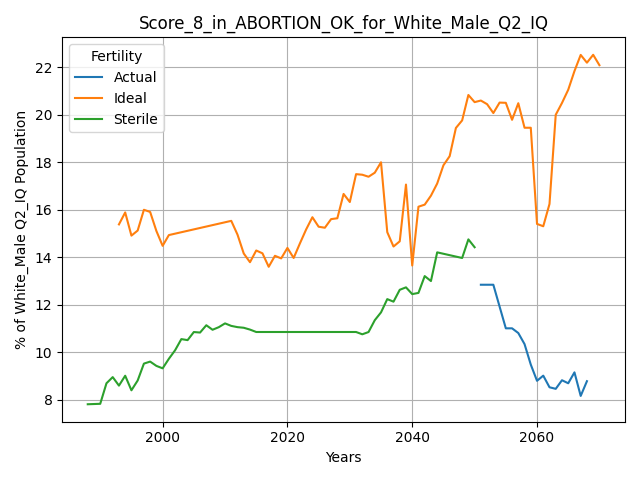 Score_8_in_ABORTION_OK_for_White_Male_Q2_IQ
Fertility
Actual
Ideal
Sterile
% of White_Male Q2_IQ Population
22
20
18
16
14
12
10
8
2000
2020
2040
2060
Years